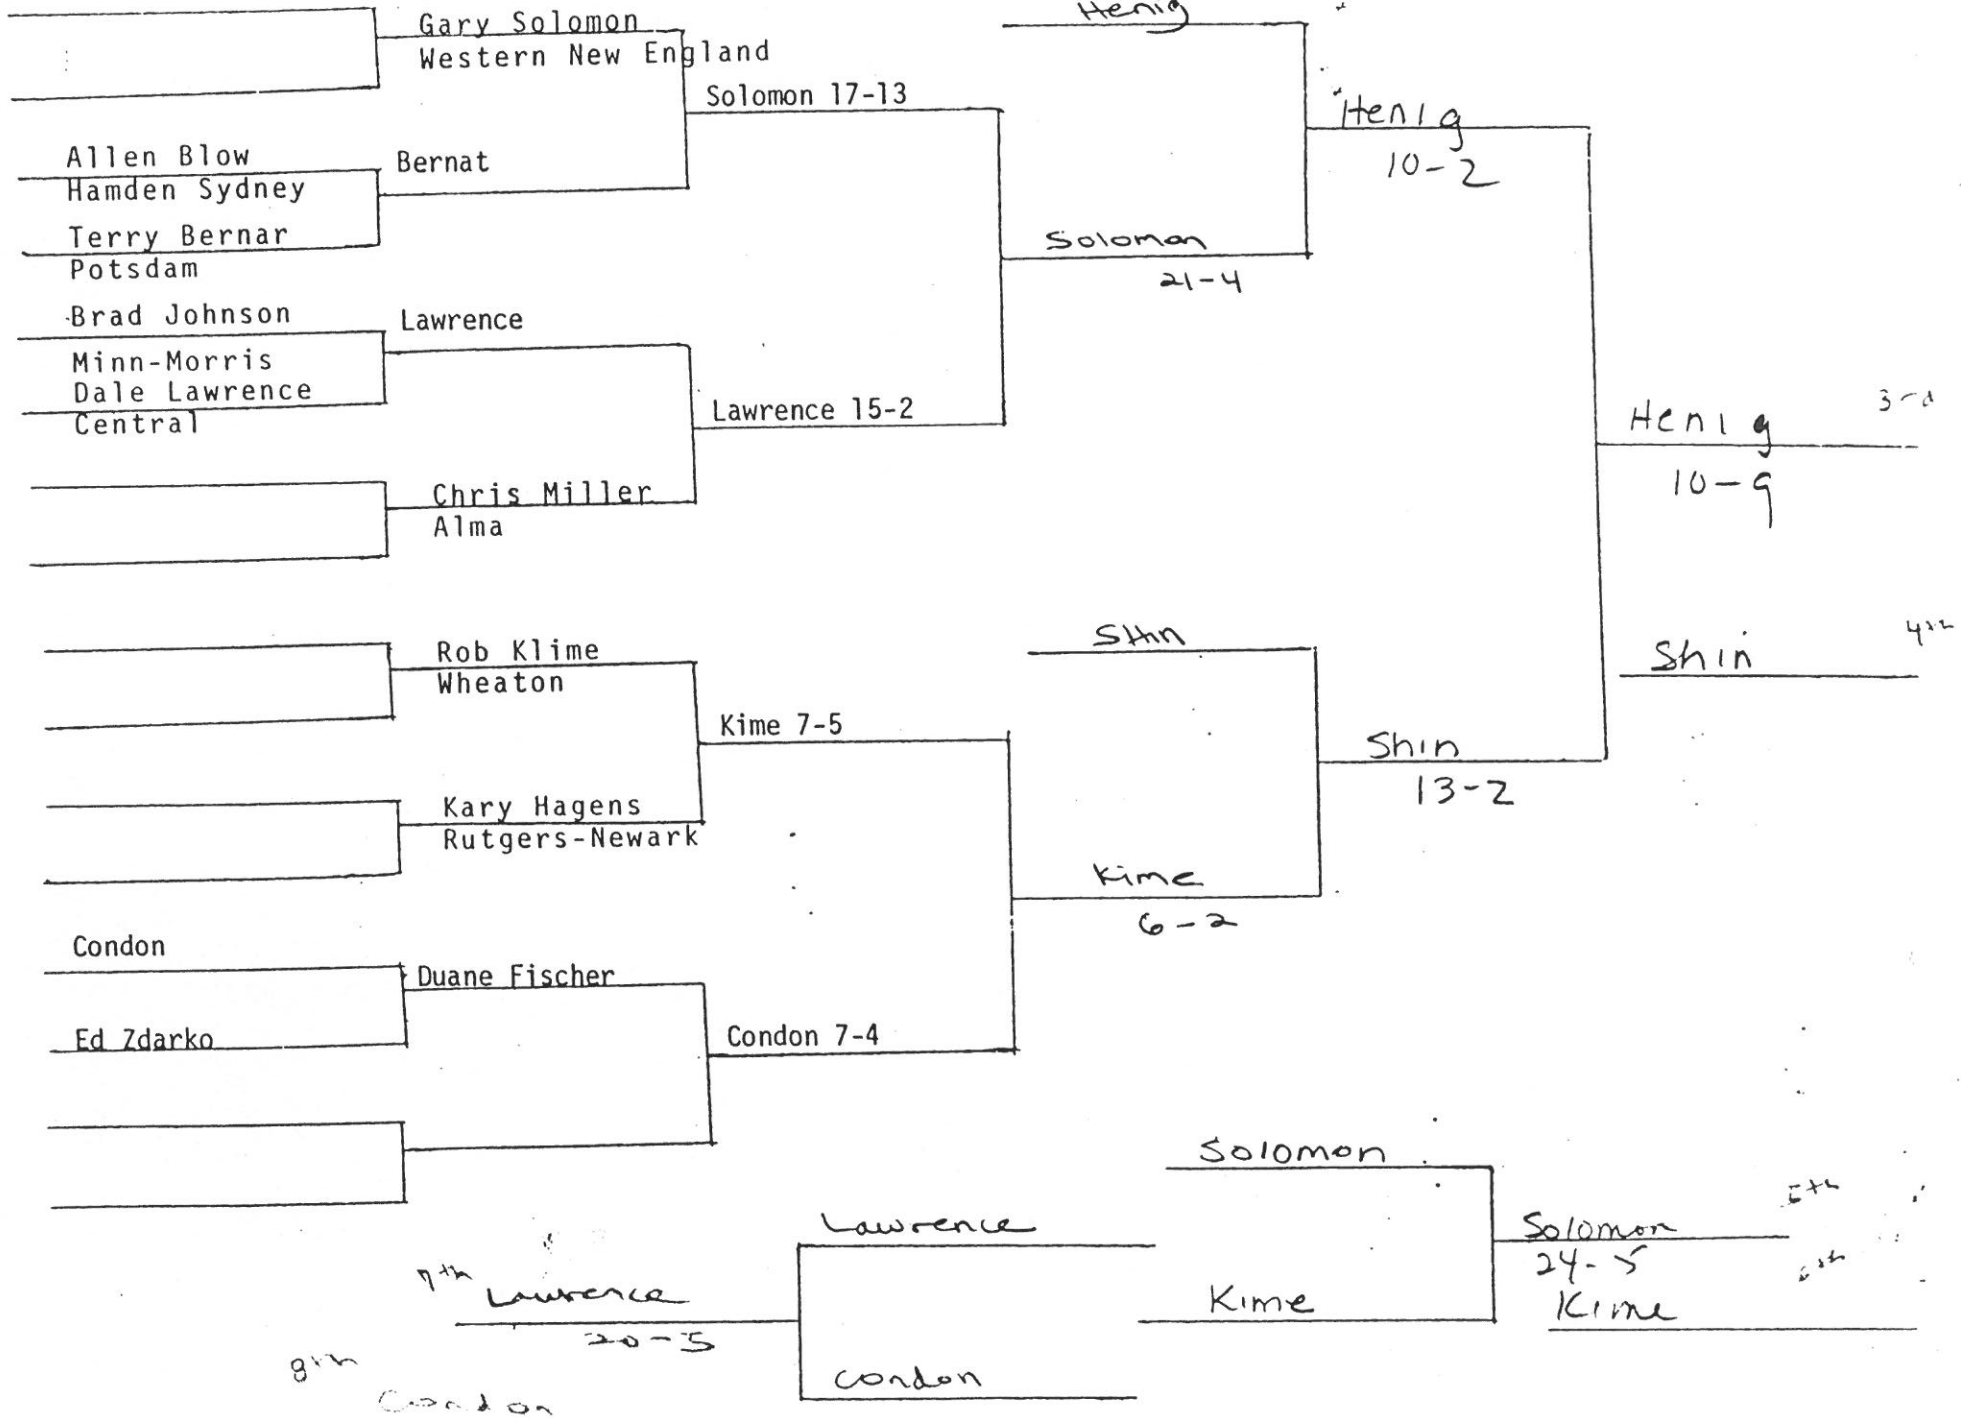 Henig
Gary Solomon
Western New England
Solomon 17-13
Henig
10-2
Allen Blow
Hamden Sydney
Bernat
Terry Bernar
Potsdam
Solomon
21-4
Brad Johnson
Lawrence
Minn-Morris
Dale Lawrence
Central
Lawrence 15-2
Henig
3rd
10-9
Chris Miller
Alma
Rob Klime
Wheaton
Shin
Shin
4th
Kime 7-5
Shin
13-2
Kary Hagens
Rutgers-Newark
Kime
6-2
Condon
Duane Fischer
Ed Zdarko
Condon 7-4
Solomon
5th
Lawrence
Solomon
24-5
6th
7th
Lawrence
20-5
Kime
Kime
8th
Condon
Condon